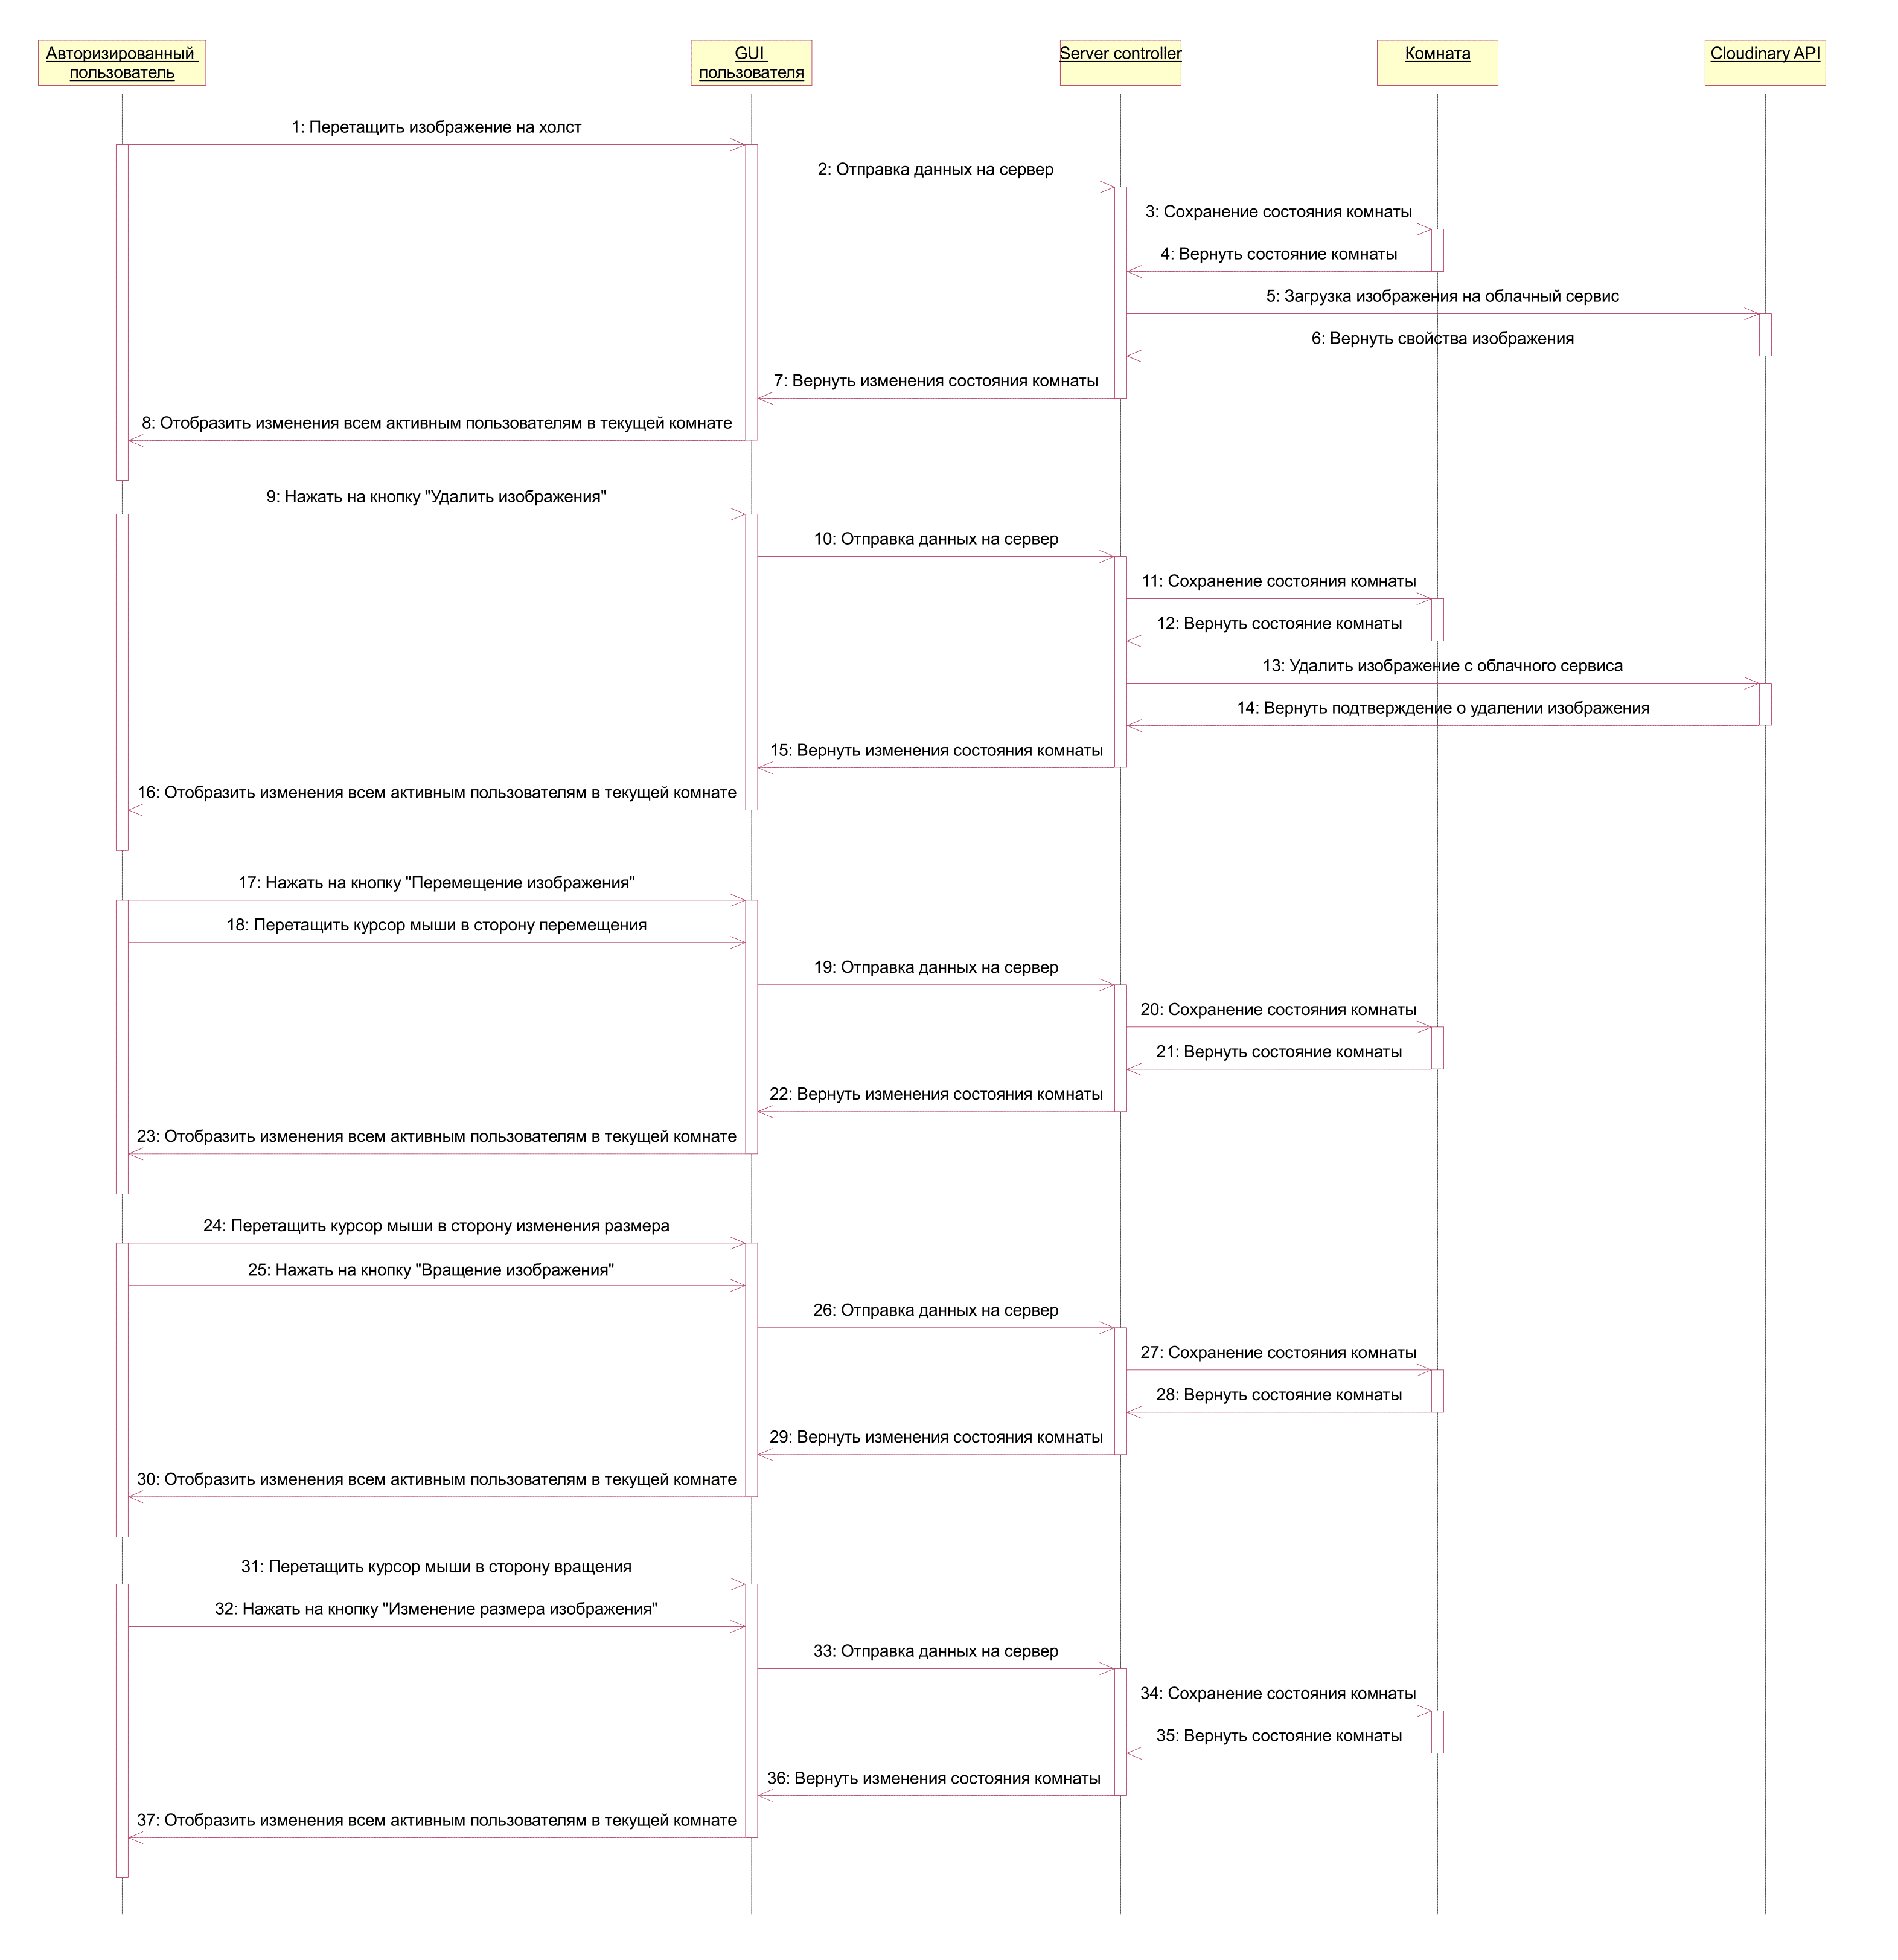 Авторизированный
пользователь
GUI
пользователя
Server controller
Комната
Cloudinary API
1: Перетащить изображение на холст
2: Отправка данных на сервер
3: Сохранение состояния комнаты
4: Вернуть состояние комнаты
5: Загрузка изображения на облачный сервис
6: Вернуть свойства изображения
7: Вернуть изменения состояния комнаты
8: Отобразить изменения всем активным пользователям в текущей комнате
9: Нажать на кнопку "Удалить изображения"
10: Отправка данных на сервер
11: Сохранение состояния комнаты
12: Вернуть состояние комнаты
13: Удалить изображение с облачного сервиса
14: Вернуть подтверждение о удалении изображения
15: Вернуть изменения состояния комнаты
16: Отобразить изменения всем активным пользователям в текущей комнате
17: Нажать на кнопку "Перемещение изображения"
18: Перетащить курсор мыши в сторону перемещения
19: Отправка данных на сервер
20: Сохранение состояния комнаты
21: Вернуть состояние комнаты
22: Вернуть изменения состояния комнаты
23: Отобразить изменения всем активным пользователям в текущей комнате
24: Перетащить курсор мыши в сторону изменения размера
25: Нажать на кнопку "Вращение изображения"
26: Отправка данных на сервер
27: Сохранение состояния комнаты
28: Вернуть состояние комнаты
29: Вернуть изменения состояния комнаты
30: Отобразить изменения всем активным пользователям в текущей комнате
31: Перетащить курсор мыши в сторону вращения
32: Нажать на кнопку "Изменение размера изображения"
33: Отправка данных на сервер
34: Сохранение состояния комнаты
35: Вернуть состояние комнаты
36: Вернуть изменения состояния комнаты
37: Отобразить изменения всем активным пользователям в текущей комнате